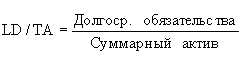 LD / TA = Долгоср. обязательства
Суммарный актив